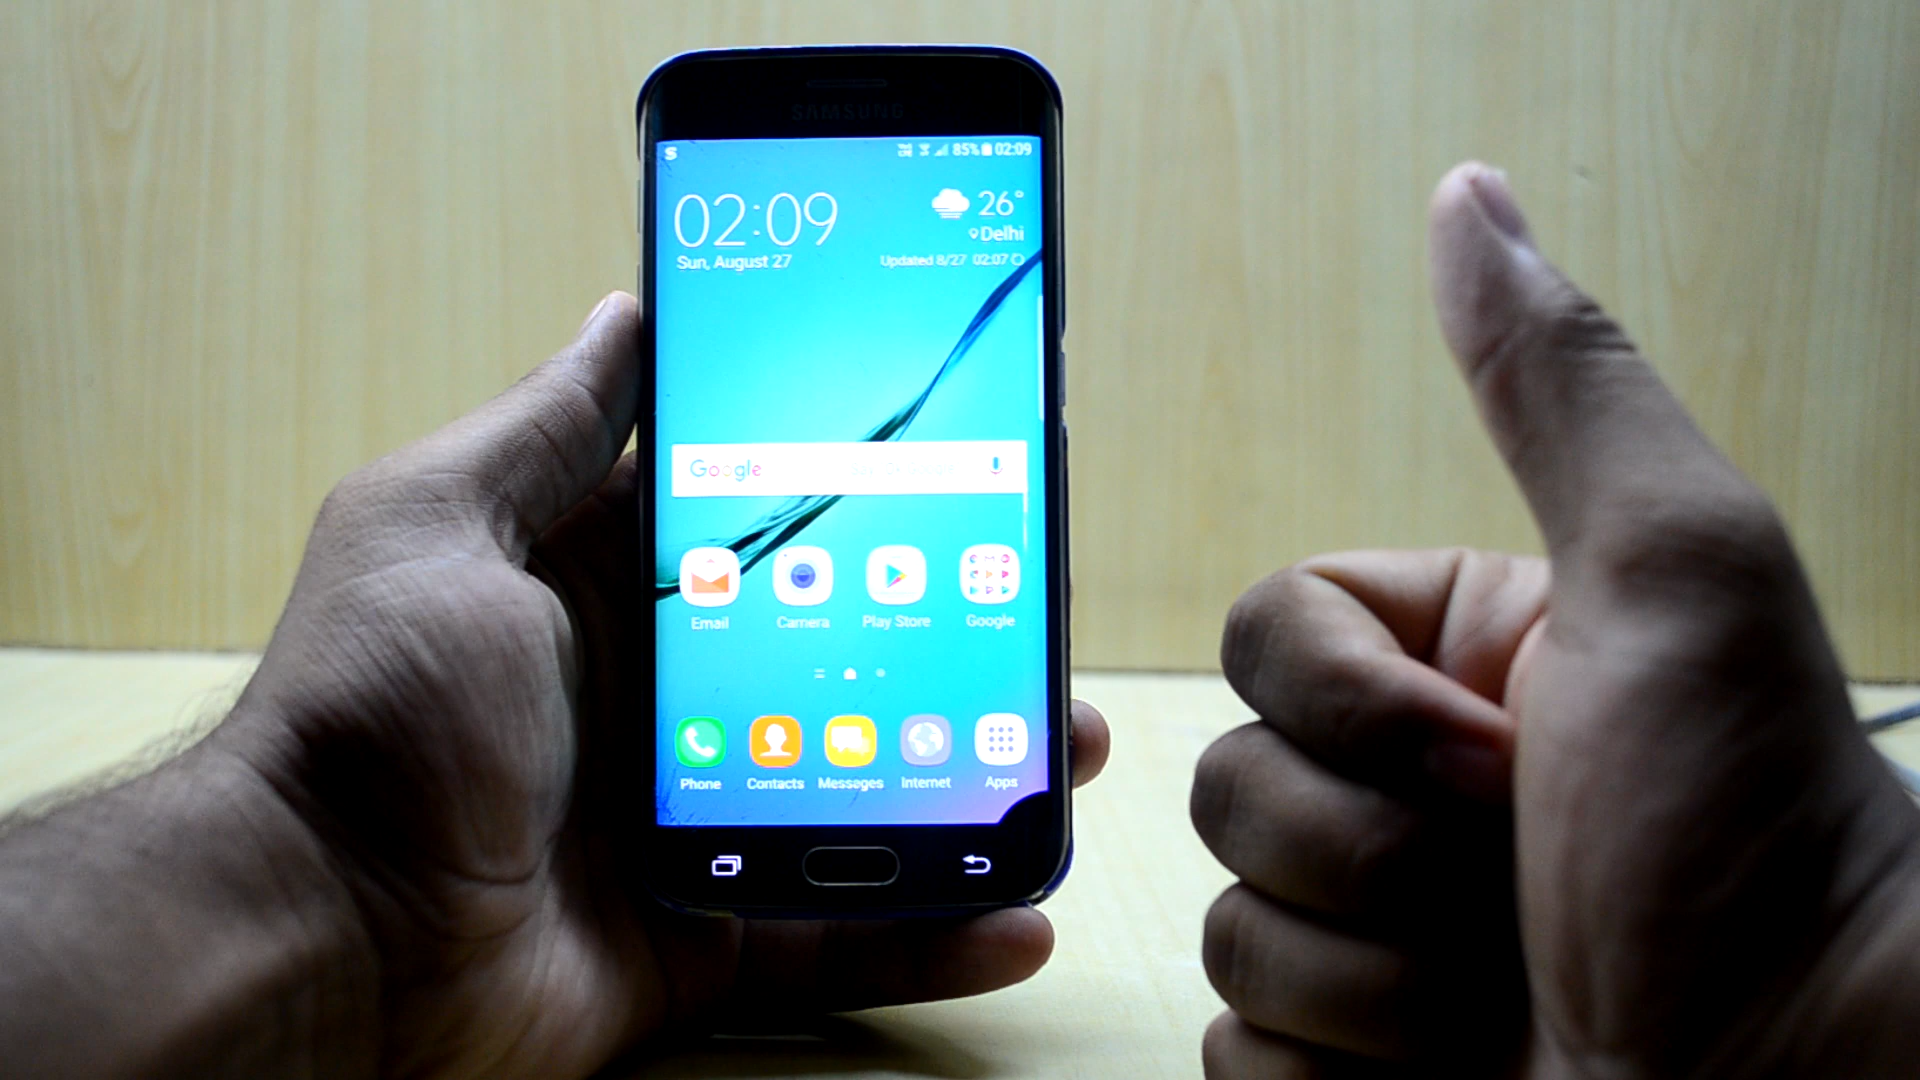 SAMSUNG
S 85% 02:09
02:09 26°
Delhi
Sun, August 27 Updated 8/27 02:07
Google
Email Camera Play Store Google
Phone Contacts Messages Internet Apps